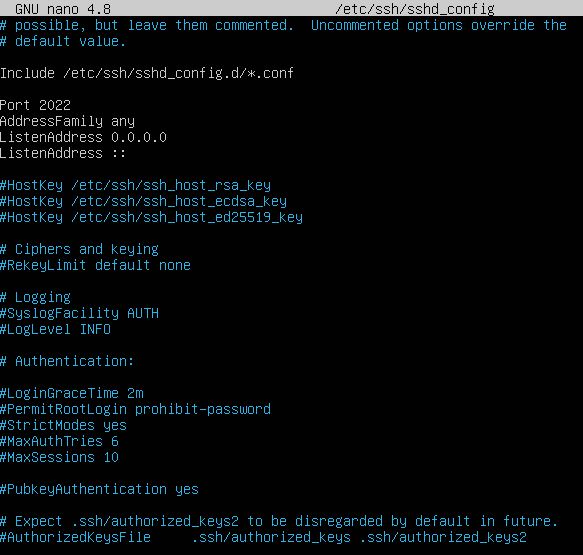 GNU nano 4.8 /etc/ssh/sshd_config
# possible, but leave them commented.  Uncommented options override the
# default value.
Include /etc/ssh/sshd_config.d/*.conf
Port 2022
AddressFamily any
ListenAddress 0.0.0.0
ListenAddress ::
#HostKey /etc/ssh/ssh_host_rsa_key
#HostKey /etc/ssh/ssh_host_ecdsa_key
#HostKey /etc/ssh/ssh_host_ed25519_key
# Ciphers and keying
#RekeyLimit default none
# Logging
#SyslogFacility AUTH
#LogLevel INFO
# Authentication:
#LoginGraceTime 2m
#PermitRootLogin prohibit-password
#StrictModes yes
#MaxAuthTries 6
#MaxSessions 10
#PubkeyAuthentication yes
# Expect .ssh/authorized_keys2 to be disregarded by default in future.
#AuthorizedKeysFile     .ssh/authorized_keys .ssh/authorized_keys2